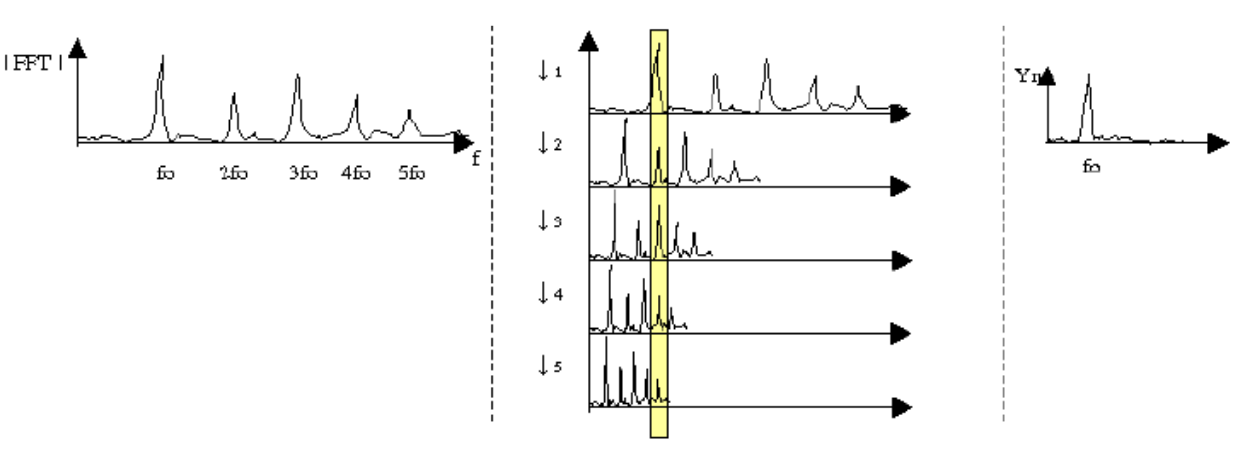 | FFT |
f
fo 2fo 3fo 4fo 5fo
↓ 1
↓ 2
↓ 3
↓ 4
↓ 5
Yn
fo